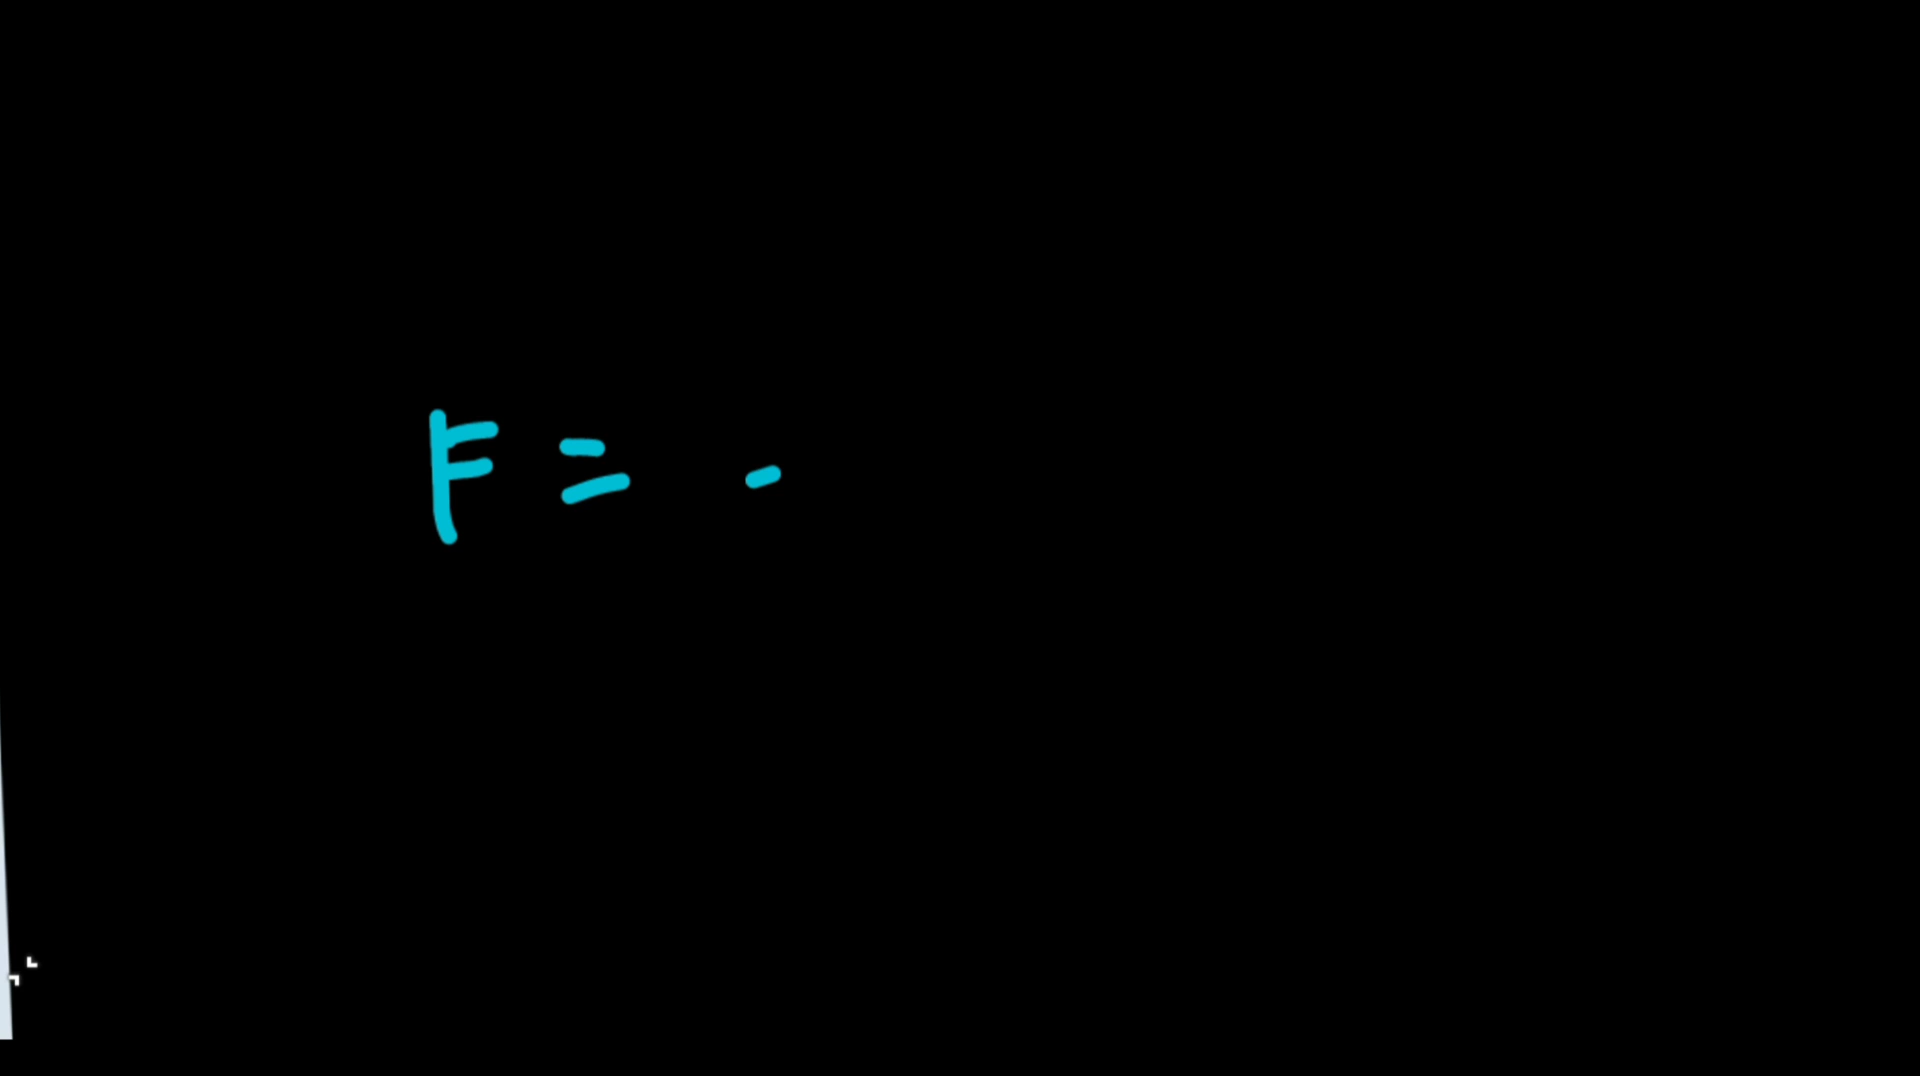 F = -